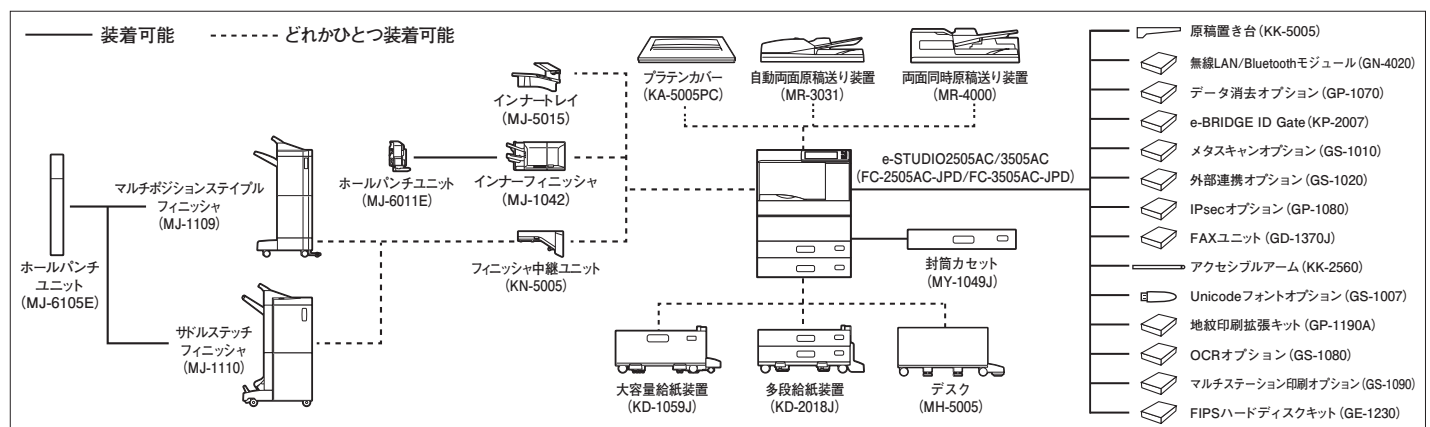 装着可能
どれかひとつ装着可能
プラテンカバー
(KA-5005PC)
自動両面原稿送り装置
(MR-3031)
両面同時原稿送り装置
(MR-4000)
インナートレイ
(MJ-5015)
ホールパンチユニット
(MJ-6011E)
インナーフィニッシャ
(MJ-1042)
マルチポジションステイプル
フィニッシャ
(MJ-1109)
フィニッシャ中継ユニット
(KN-5005)
ホールパンチ
ユニット
(MJ-6105E)
サドルステッチ
フィニッシャ
(MJ-1110)
e-STUDIO2505AC/3505AC
(FC-2505AC-JPD/FC-3505AC-JPD)
封筒カセット
(MY-1049J)
大容量給紙装置
(KD-1059J)
多段給紙装置
(KD-2018J)
デスク
(MH-5005)
原稿置き台(KK-5005)
無線LAN/Bluetoothモジュール(GN-4020)
データ消去オプション(GP-1070)
e-BRIDGE ID Gate(KP-2007)
メタスキャンオプション(GS-1010)
外部連携オプション(GS-1020)
IPsecオプション(GP-1080)
FAXユニット(GD-1370J)
アクセシブルアーム(KK-2560)
Unicodeフォントオプション(GS-1007)
地紋印刷拡張キット(GP-1190A)
OCRオプション(GS-1080)
マルチステーション印刷オプション(GS-1090)
FIPSハードディスクキット(GE-1230)